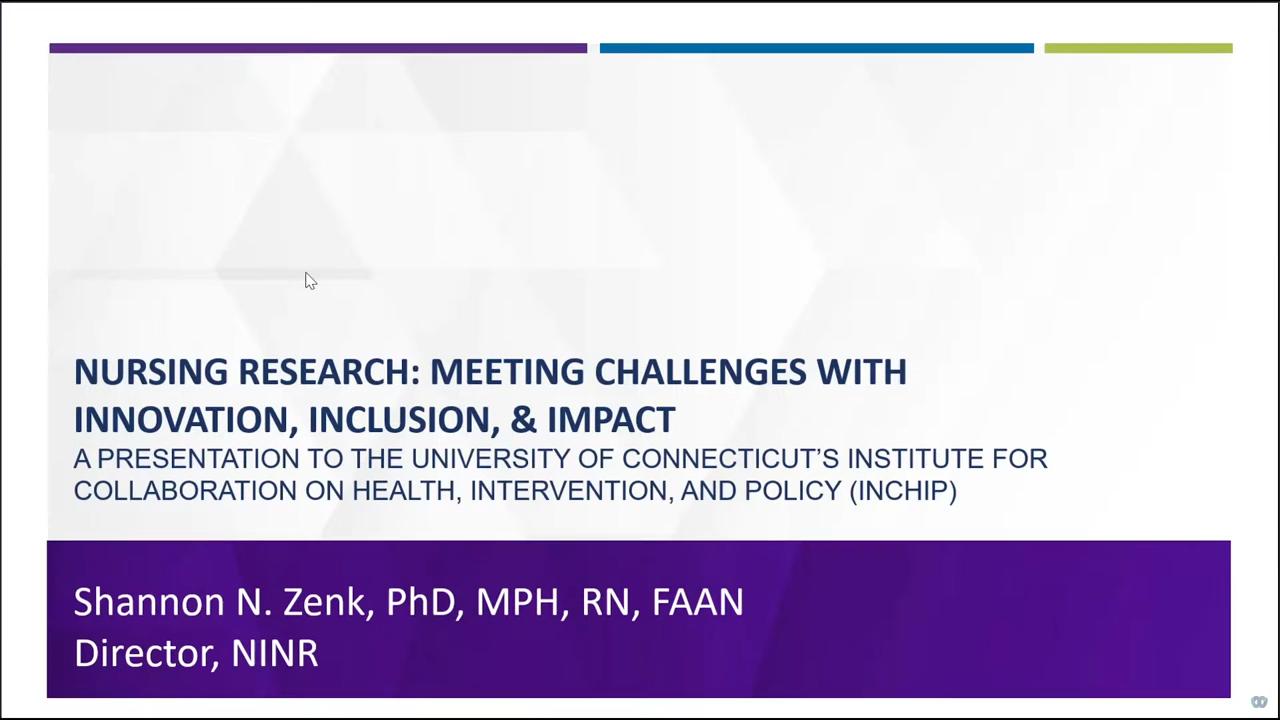 NURSING RESEARCH: MEETING CHALLENGES WITH
INNOVATION, INCLUSION, & IMPACT
A PRESENTATION TO THE UNIVERSITY OF CONNECTICUT’S INSTITUTE FOR
COLLABORATION ON HEALTH, INTERVENTION, AND POLICY (INCHIP)
Shannon N. Zenk, PhD, MPH, RN, FAAN
Director, NINR